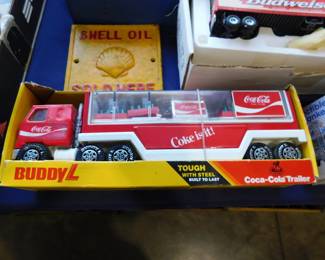 Budweiser
SHELL OIL
SOLD HERE
Coca-Cola
Coca-Cola
Coca-Cola
Coke is it!
BUDDY L
TOUGH
WITH STEEL
BUILT TO LAST
Coca-Cola Trailer